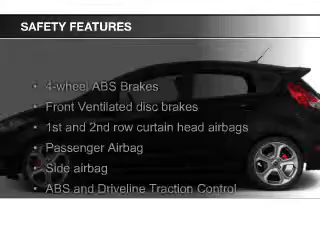 SAFETY FEATURES
• 4-wheel ABS Brakes
• Front Ventilated disc brakes
• 1st and 2nd row curtain head airbags
• Passenger Airbag
• Side airbag
• ABS and Driveline Traction Control